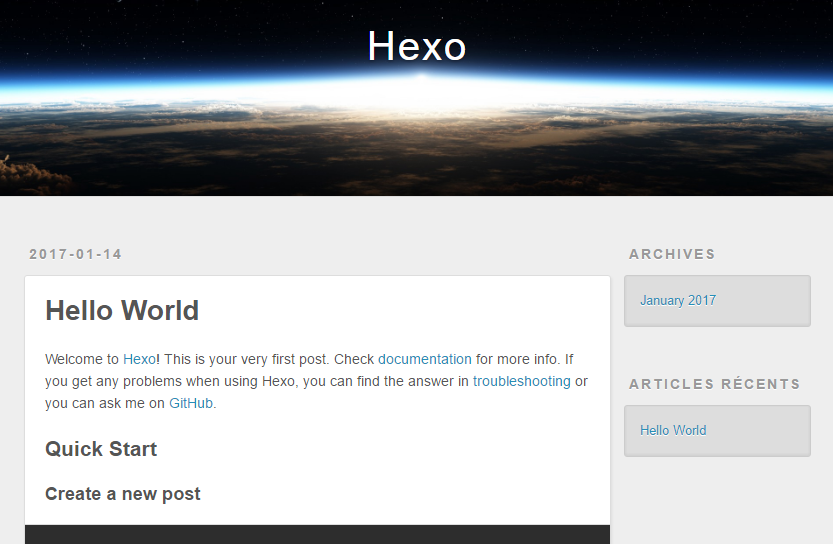 Hexo
2017-01-14
Hello World
Welcome to Hexo! This is your very first post. Check documentation for more info. If
you get any problems when using Hexo, you can find the answer in troubleshooting or
you can ask me on GitHub.
Quick Start
Create a new post
ARCHIVES
January 2017
ARTICLES RÉCENTS
Hello World